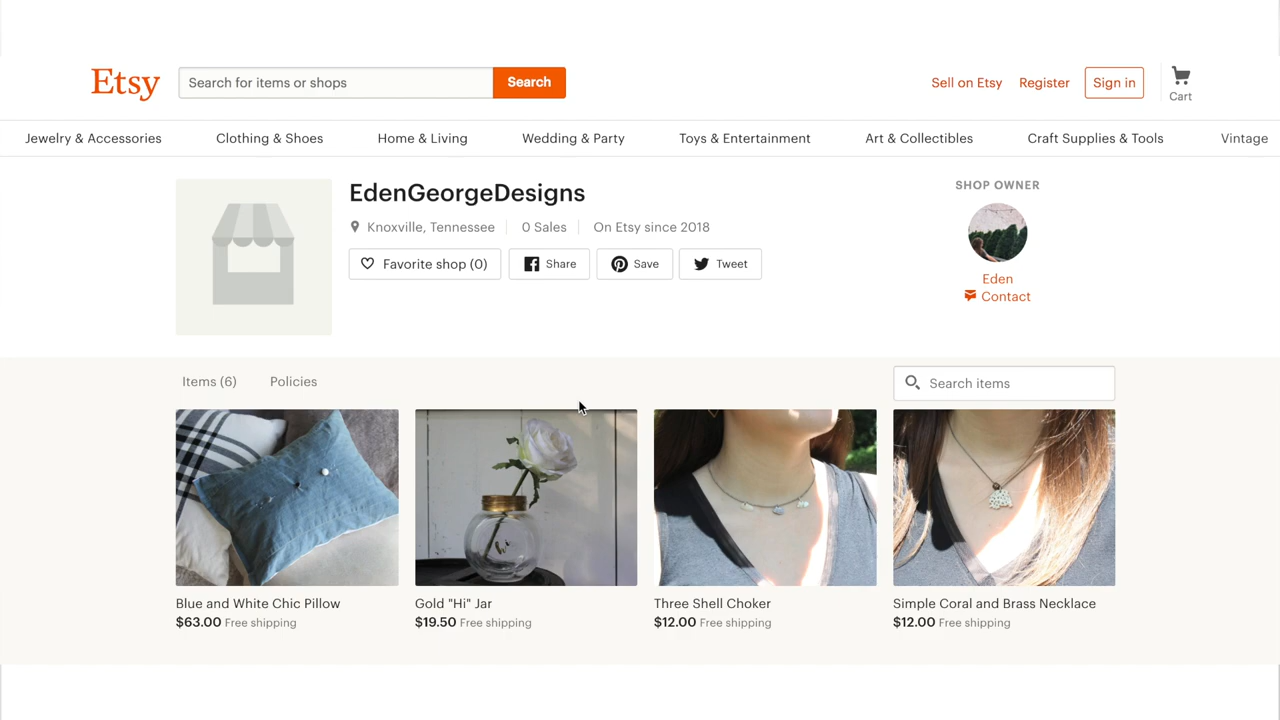 Etsy
Search for items or shops
Search
Sell on Etsy
Register
Sign in
Cart
Jewelry & Accessories
Clothing & Shoes
Home & Living
Wedding & Party
Toys & Entertainment
Art & Collectibles
Craft Supplies & Tools
Vintage
EdenGeorgeDesigns
Knoxville, Tennessee
0 Sales
On Etsy since 2018
Favorite shop (0)
Share
Save
Tweet
SHOP OWNER
Eden
Contact
Items (6)
Policies
Search items
Blue and White Chic Pillow
$63.00 Free shipping
Gold "Hi" Jar
$19.50 Free shipping
Three Shell Choker
$12.00 Free shipping
Simple Coral and Brass Necklace
$12.00 Free shipping